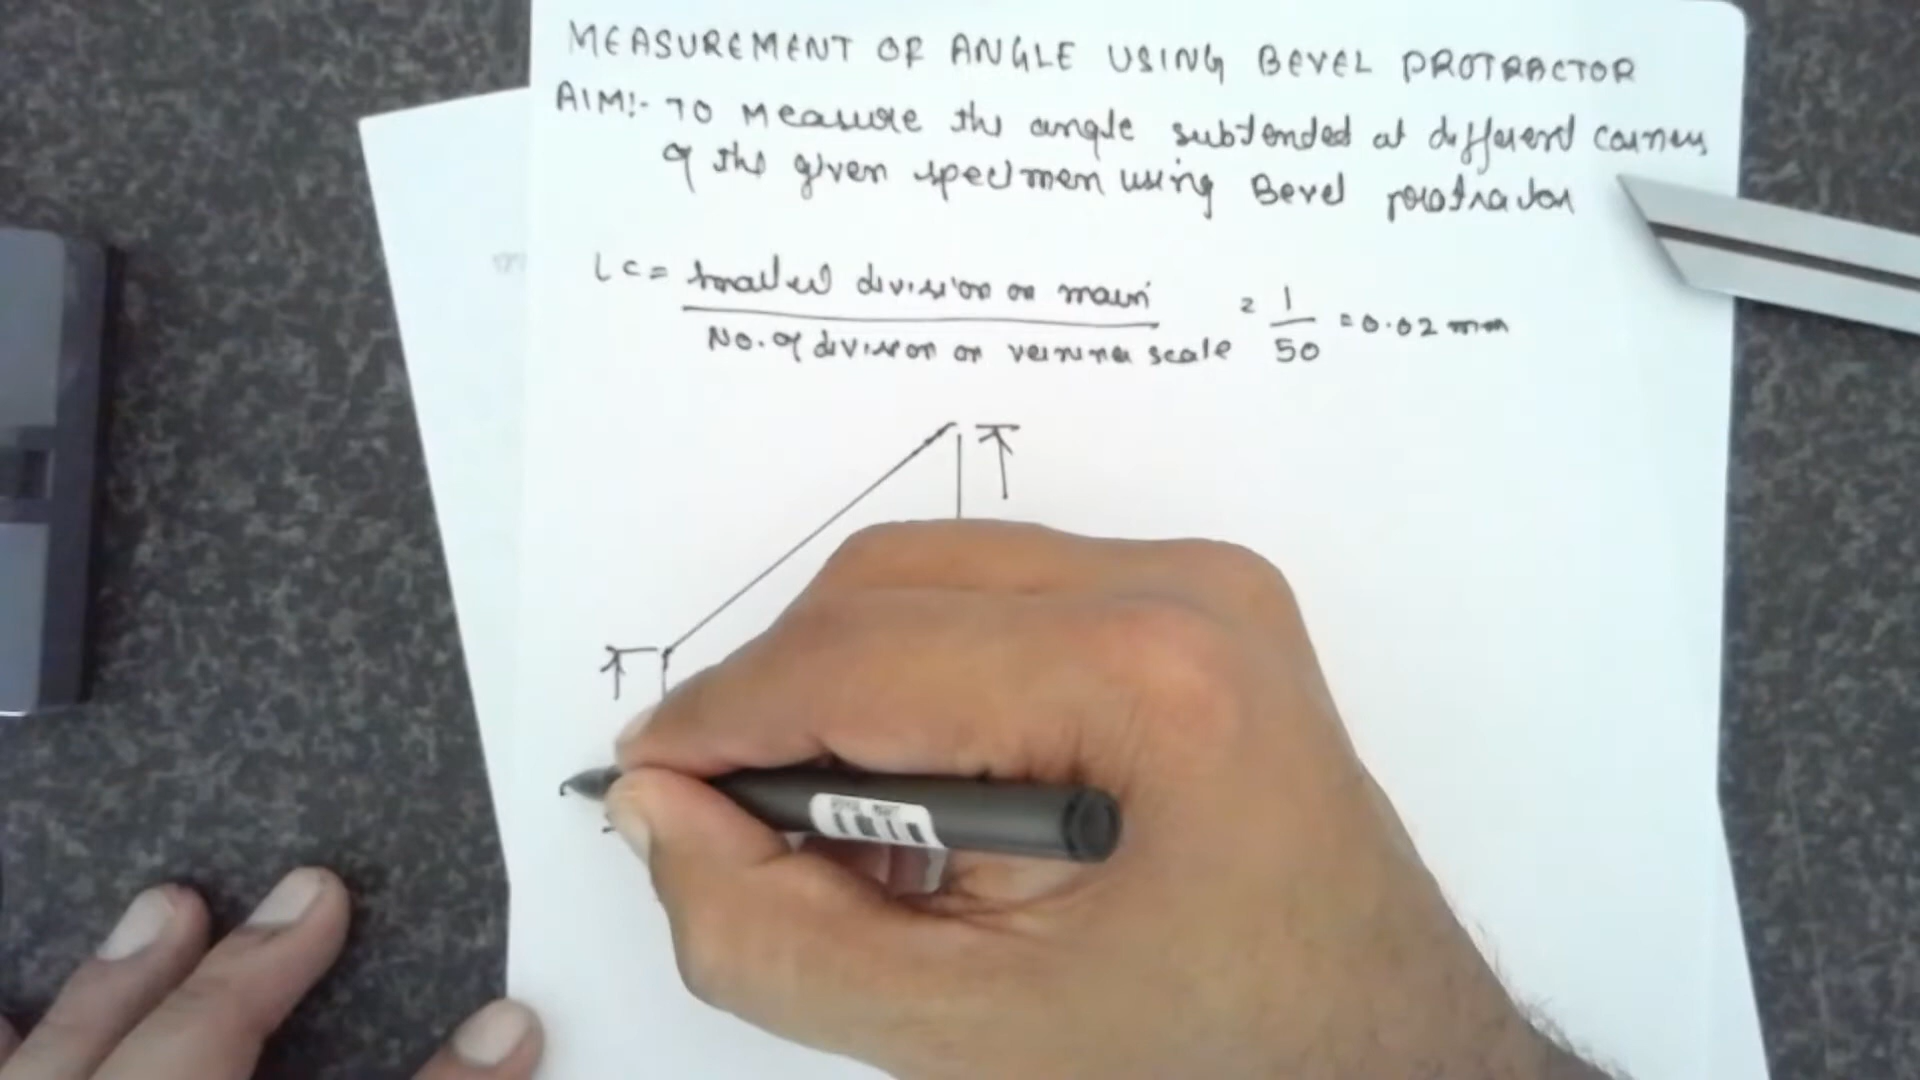 MEASUREMENT OF ANGLE USING BEVEL PROTRACTOR
AIM:- TO Measure the angle subtended at different corners
of the given specimen using Bevel protractor
LC = smallest division on main
No. of division on vernier scale
= 1
50
= 0.02 mm